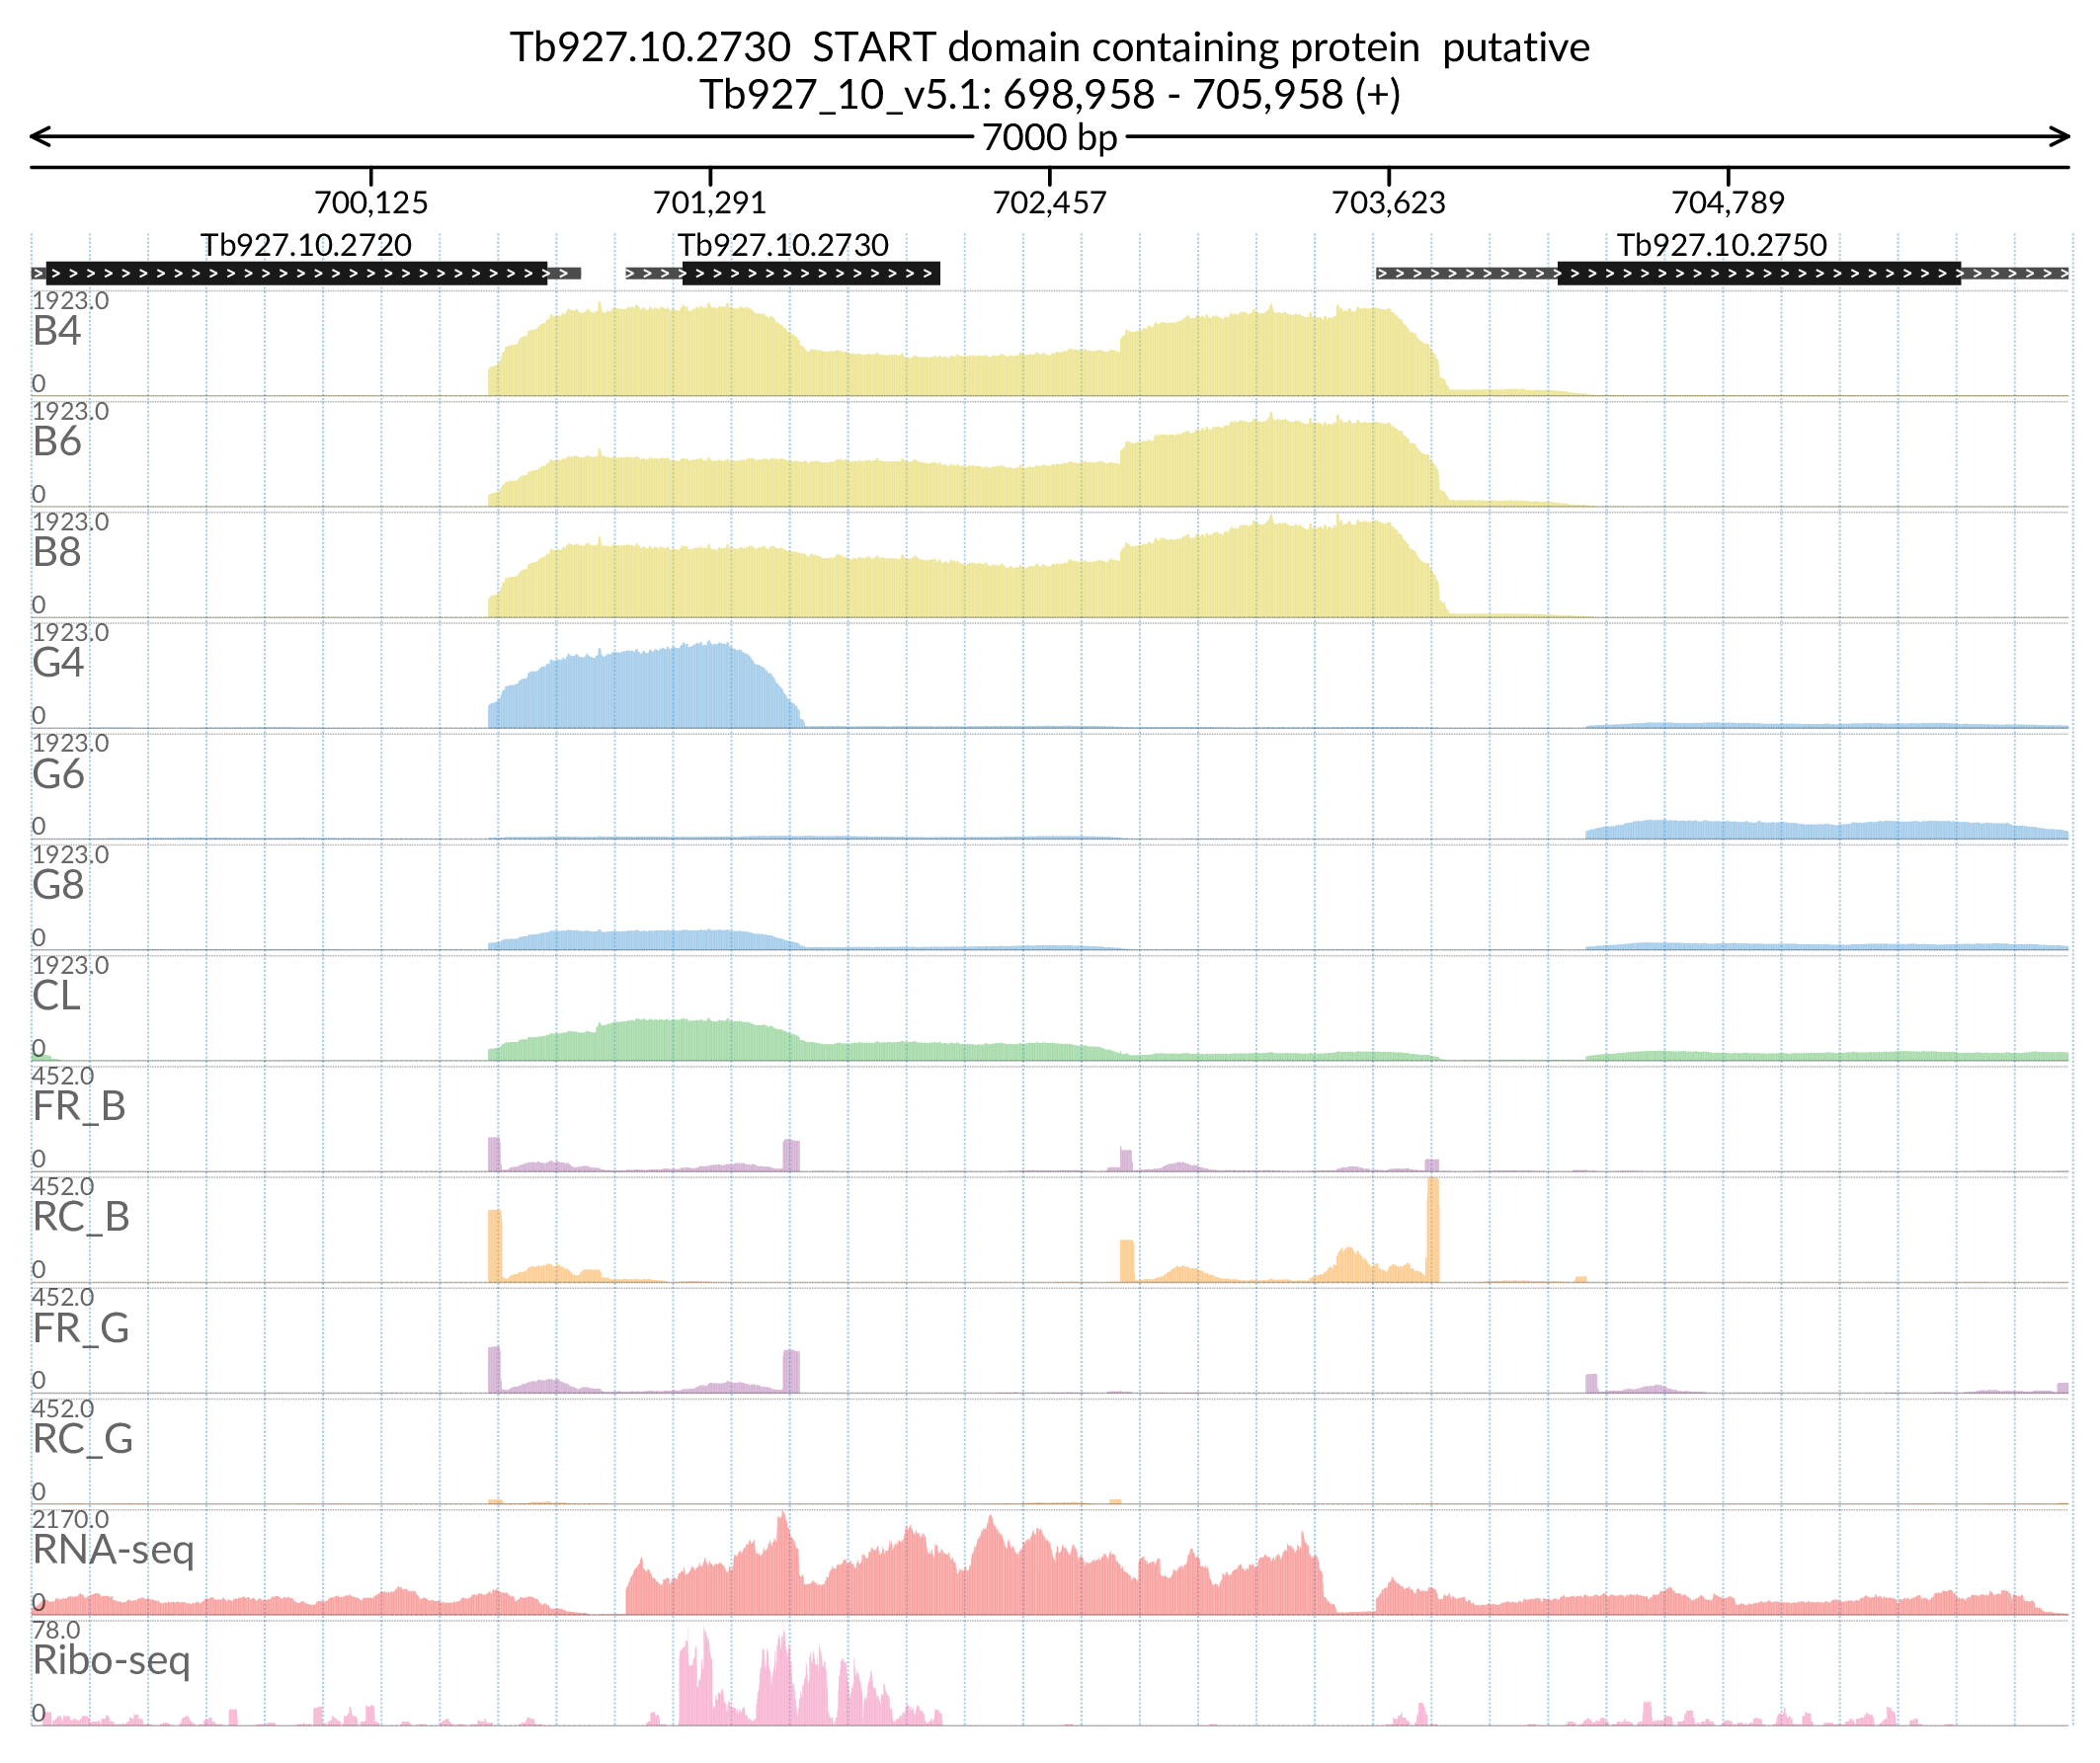 Tb927.10.2730  START domain containing protein  putative
Tb927_10_v5.1: 698,958 - 705,958 (+)
7000 bp
700,125 701,291 702,457 703,623 704,789
Tb927.10.2720 Tb927.10.2730 Tb927.10.2750
1923.0
B4
0
1923.0
B6
0
1923.0
B8
0
1923.0
G4
0
1923.0
G6
0
1923.0
G8
0
1923.0
CL
0
452.0
FR_B
0
452.0
RC_B
0
452.0
FR_G
0
452.0
RC_G
0
2170.0
RNA-seq
0
78.0
Ribo-seq
0